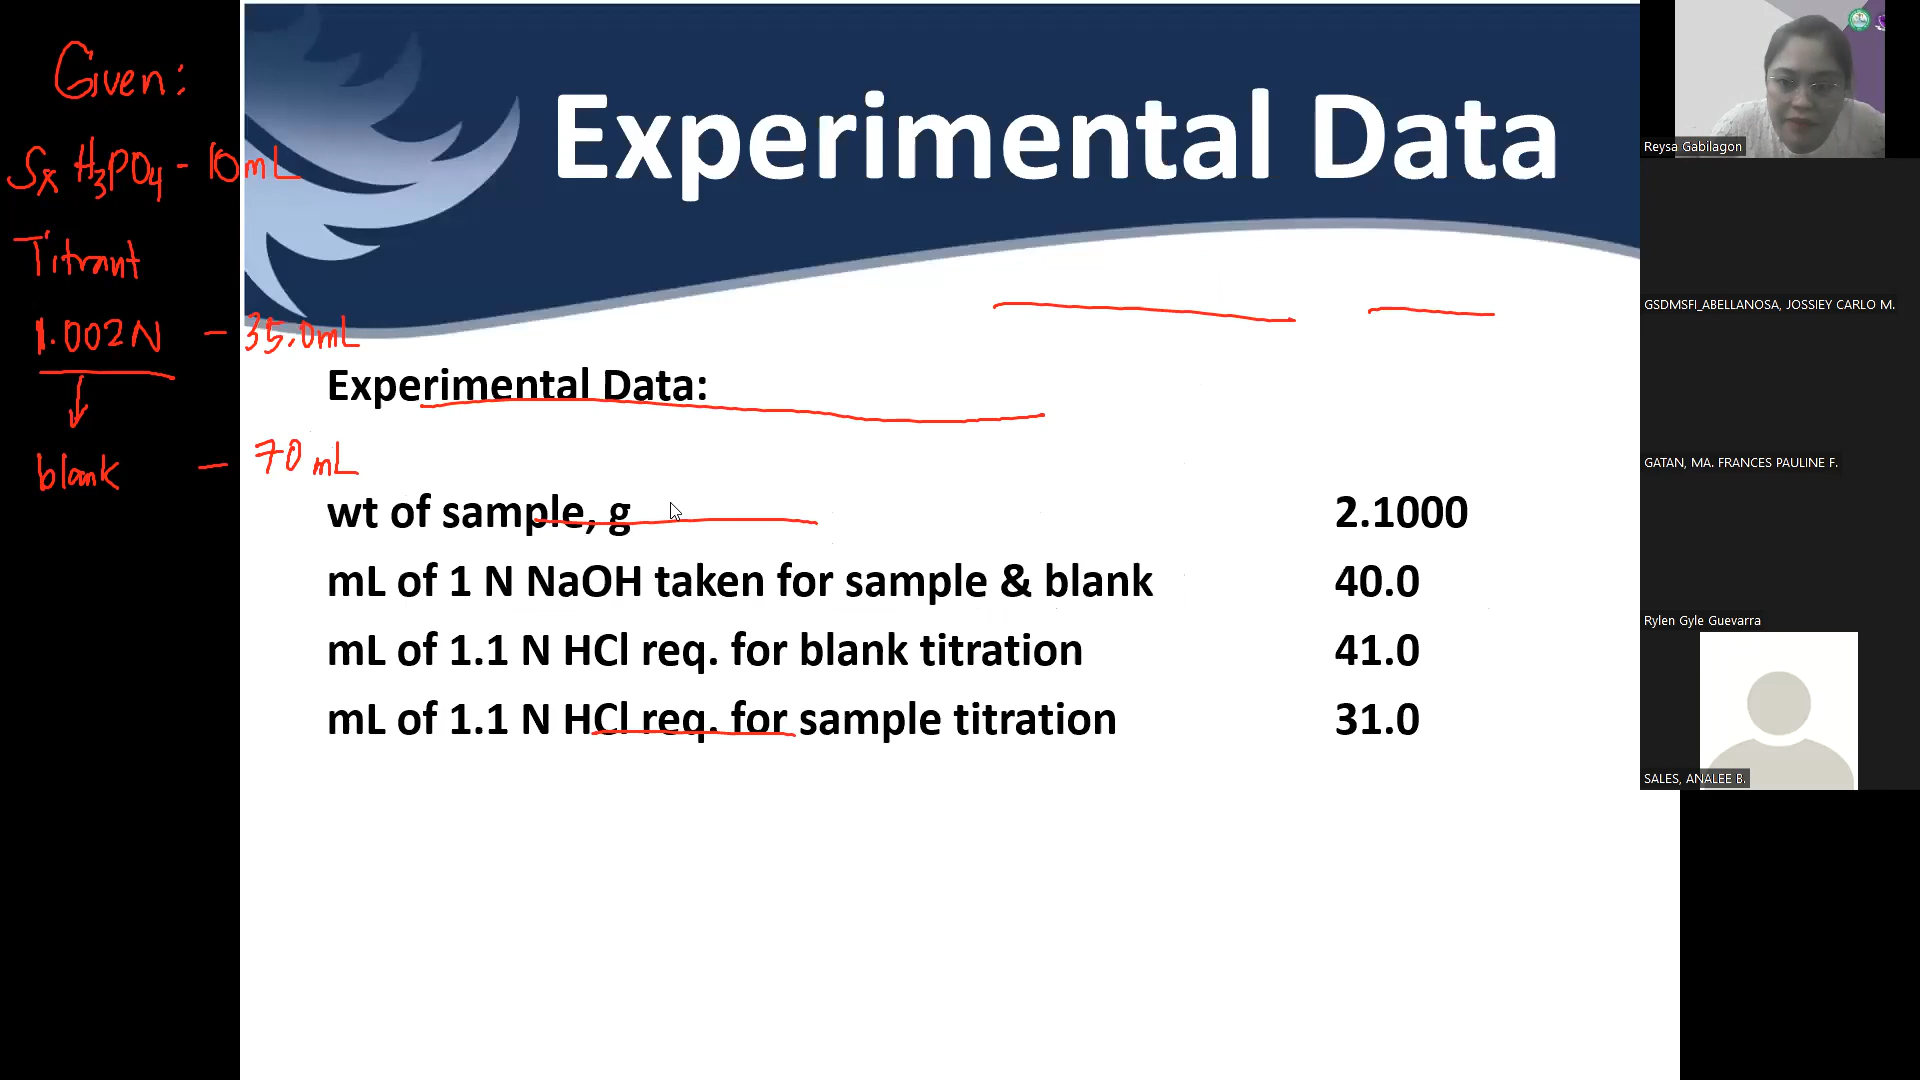 Given:
Sx H3PO4 - 10mL
Titrant
1.002N - 35.0mL
blank - 70 mL
Experimental Data
Experimental Data:
wt of sample, g 2.1000
mL of 1 N NaOH taken for sample & blank 40.0
mL of 1.1 N HCl req. for blank titration 41.0
mL of 1.1 N HCl req. for sample titration 31.0
Reysa Gabilagon
GSDMSFI_ABELLANOSA, JOSSIEY CARLO M.
GATAN, MA. FRANCES PAULINE F.
Rylen Gyle Guevarra
SALES, ANALEE B.